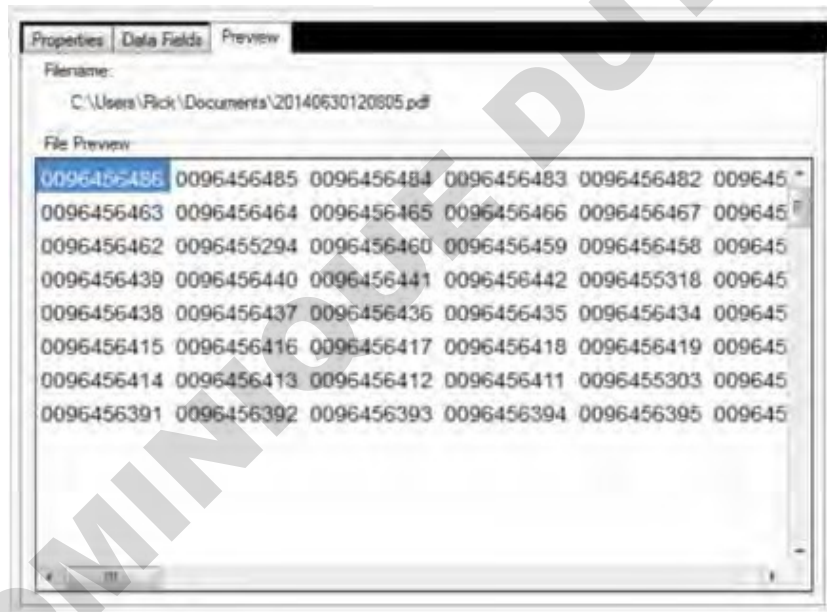 Properties Data Fields Preview
Filename:
C:\Users\Rick\Documents\20140630120805.pdf
File Preview
0096456486 0096456485 0096456484 0096456483 0096456482 009645
0096456463 0096456464 0096456465 0096456466 0096456467 009645
0096456462 0096455294 0096456460 0096456459 0096456458 009645
0096456439 0096456440 0096456441 0096456442 0096455318 009645
0096456438 0096456437 0096456436 0096456435 0096456434 009645
0096456415 0096456416 0096456417 0096456418 0096456419 009645
0096456414 0096456413 0096456412 0096456411 0096455303 009645
0096456391 0096456392 0096456393 0096456394 0096456395 009645
OMINIQUE DU